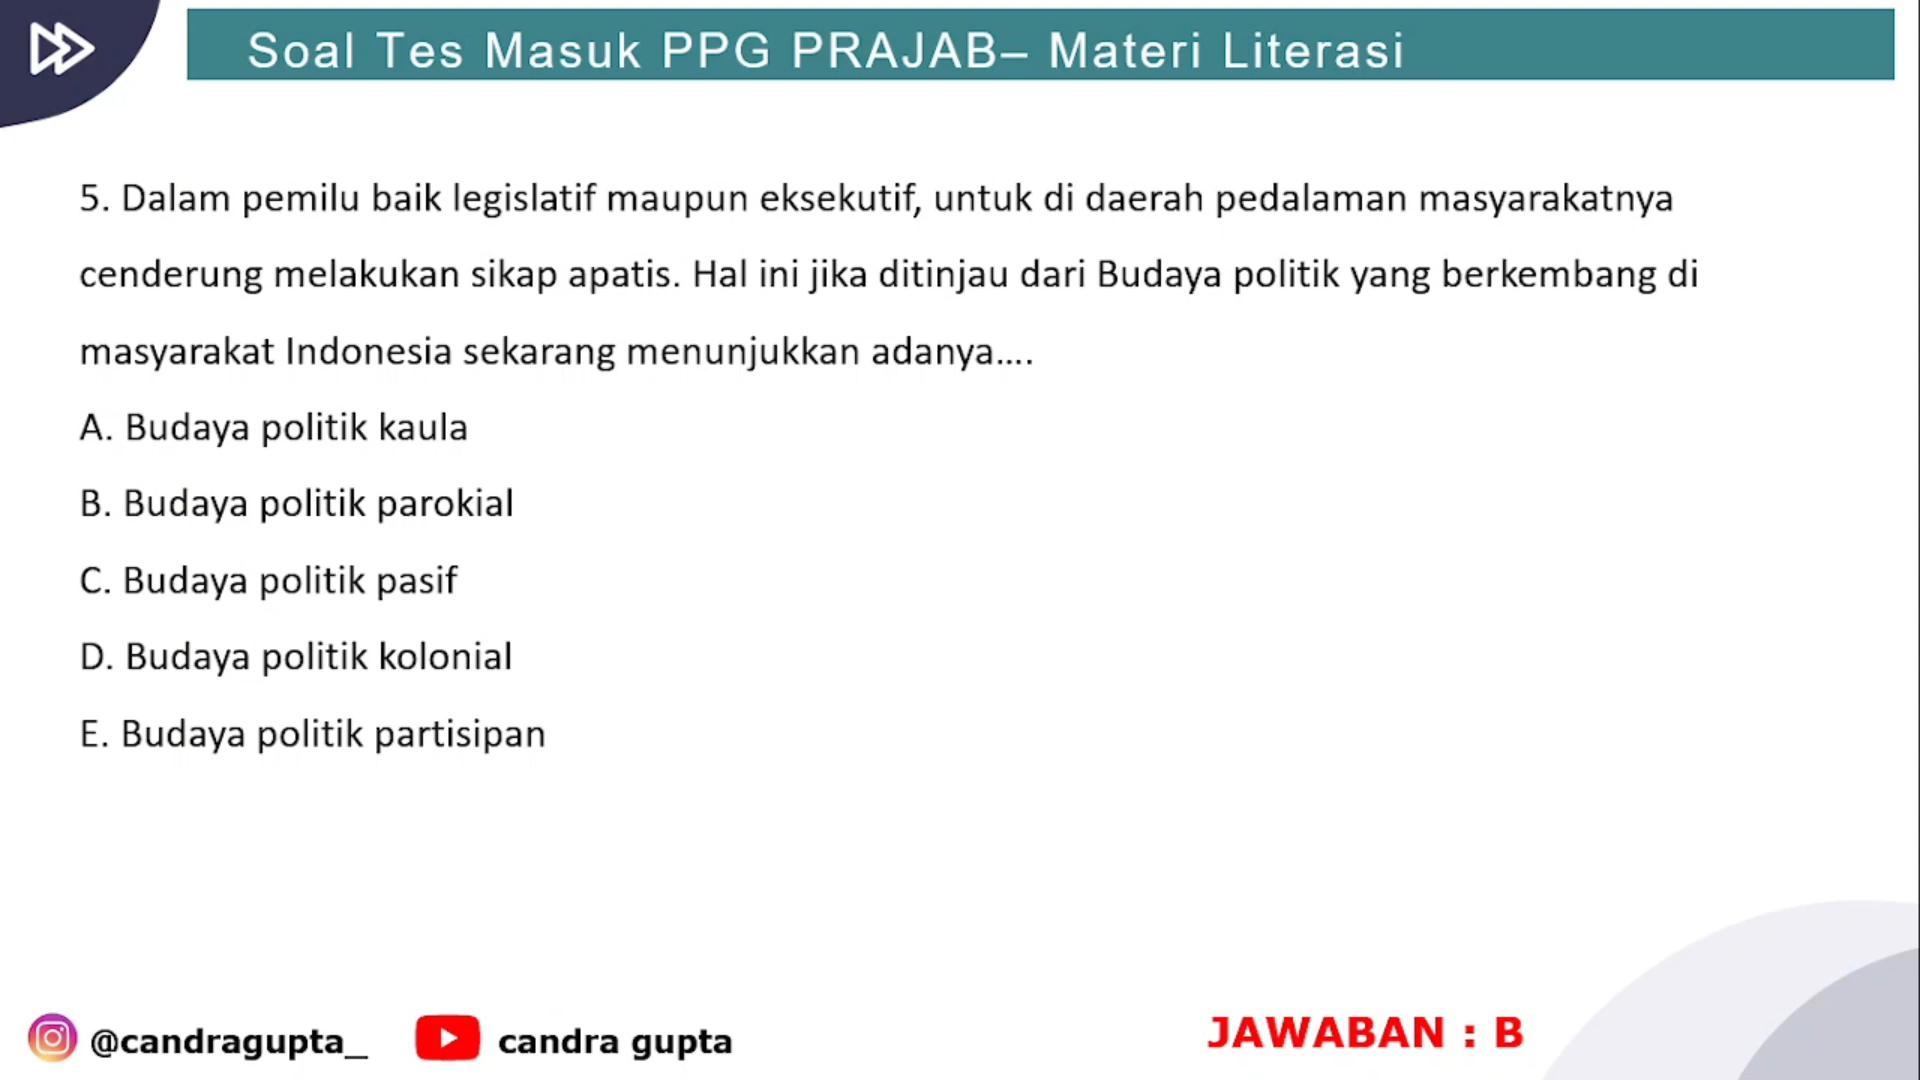 Soal Tes Masuk PPG PRAJAB– Materi Literasi
5. Dalam pemilu baik legislatif maupun eksekutif, untuk di daerah pedalaman masyarakatnya
cenderung melakukan sikap apatis. Hal ini jika ditinjau dari Budaya politik yang berkembang di
masyarakat Indonesia sekarang menunjukkan adanya....
A. Budaya politik kaula
B. Budaya politik parokial
C. Budaya politik pasif
D. Budaya politik kolonial
E. Budaya politik partisipan
@candragupta_ candra gupta JAWABAN : B